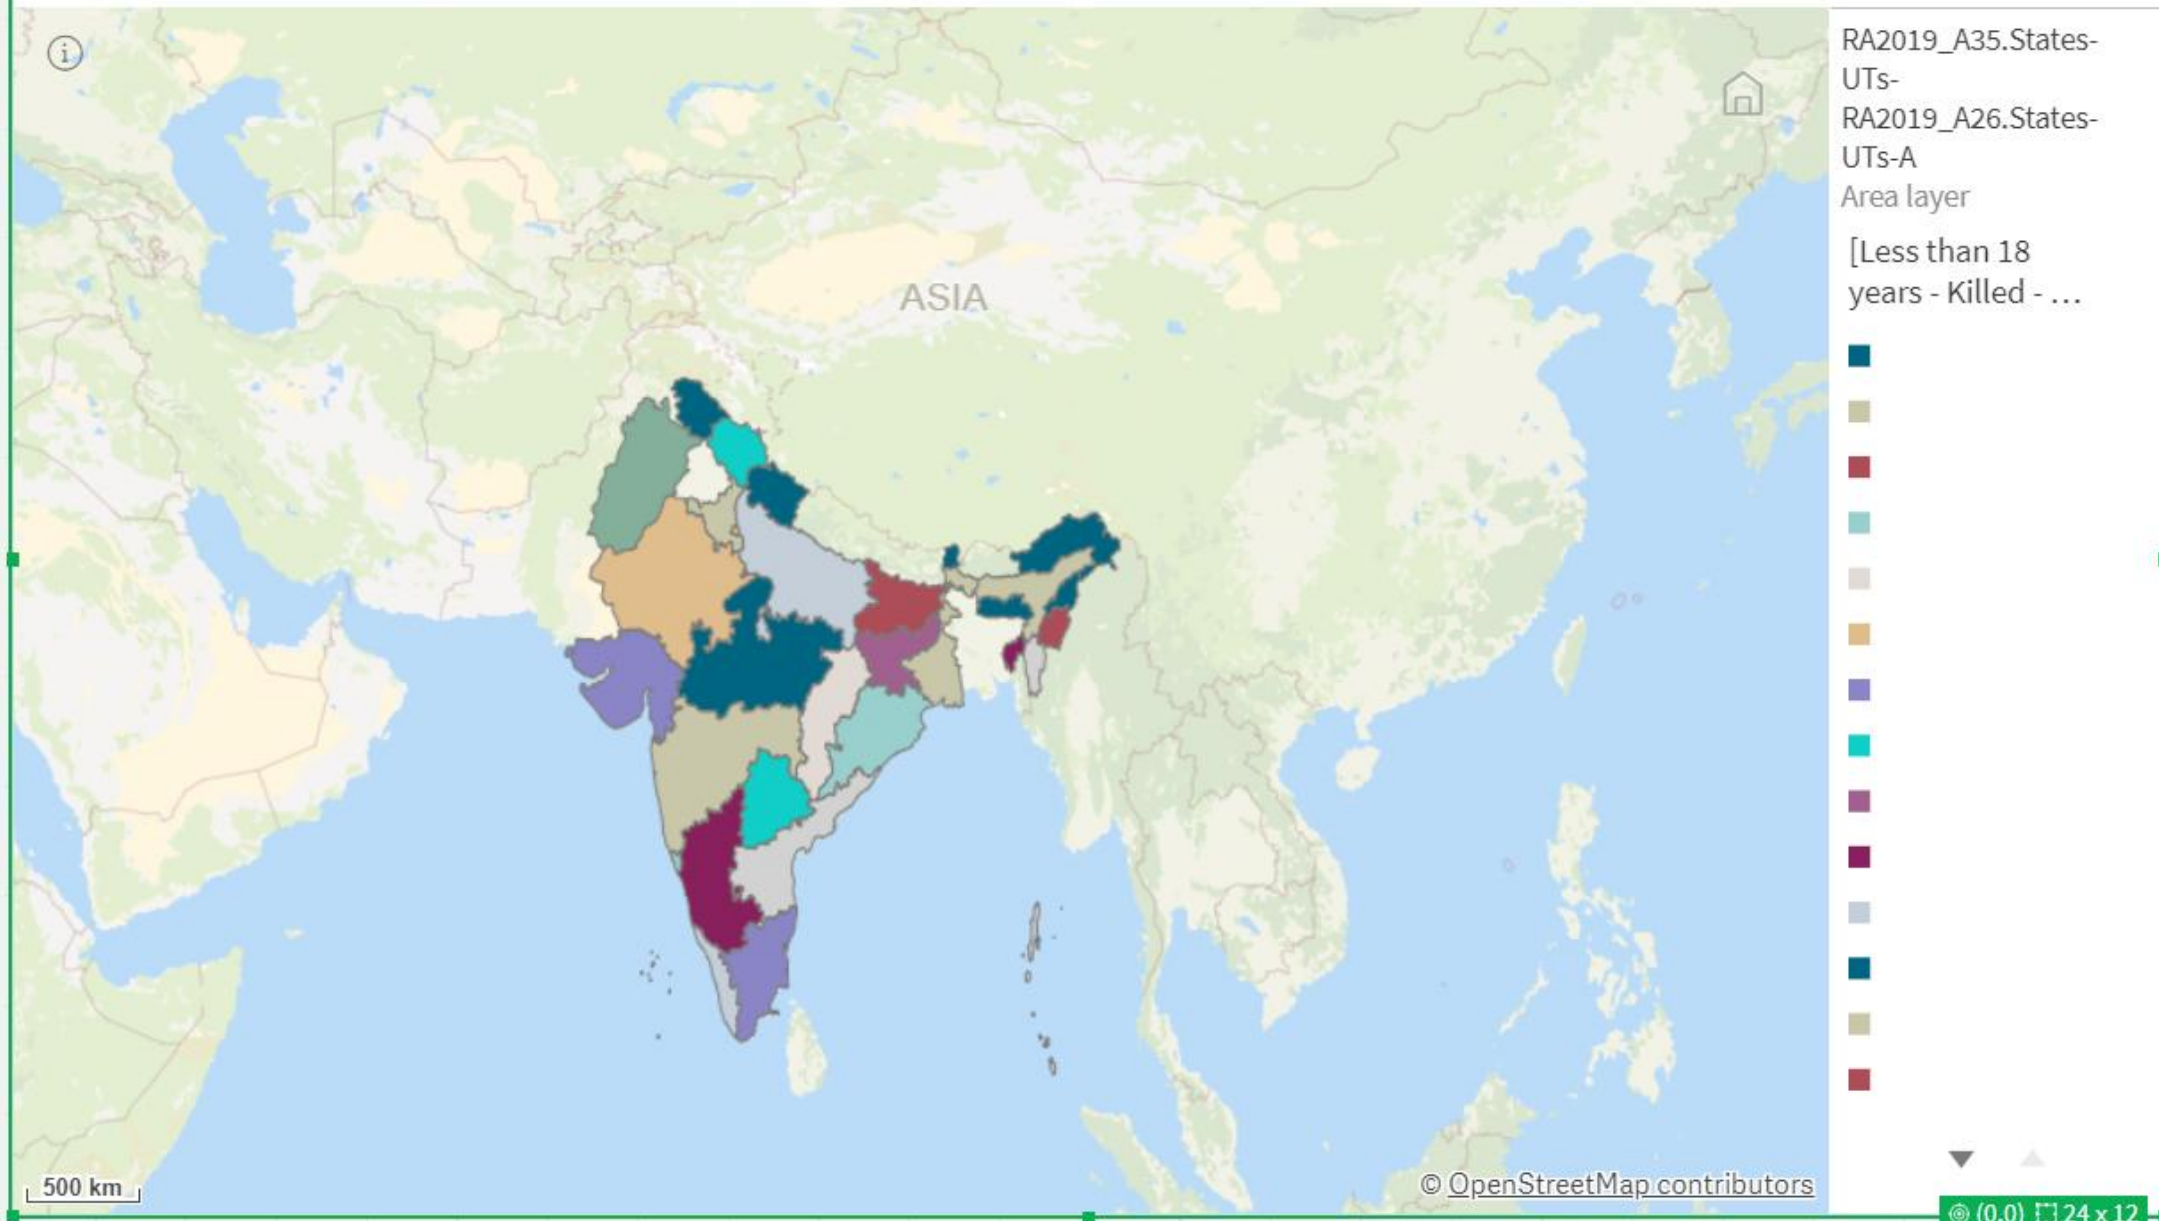 ASIA
500 km
© OpenStreetMap contributors
RA2019_A35.States-
UTs-
RA2019_A26.States-
UTs-A
Area layer
[Less than 18
years - Killed - …
(0,0) 24 x 12